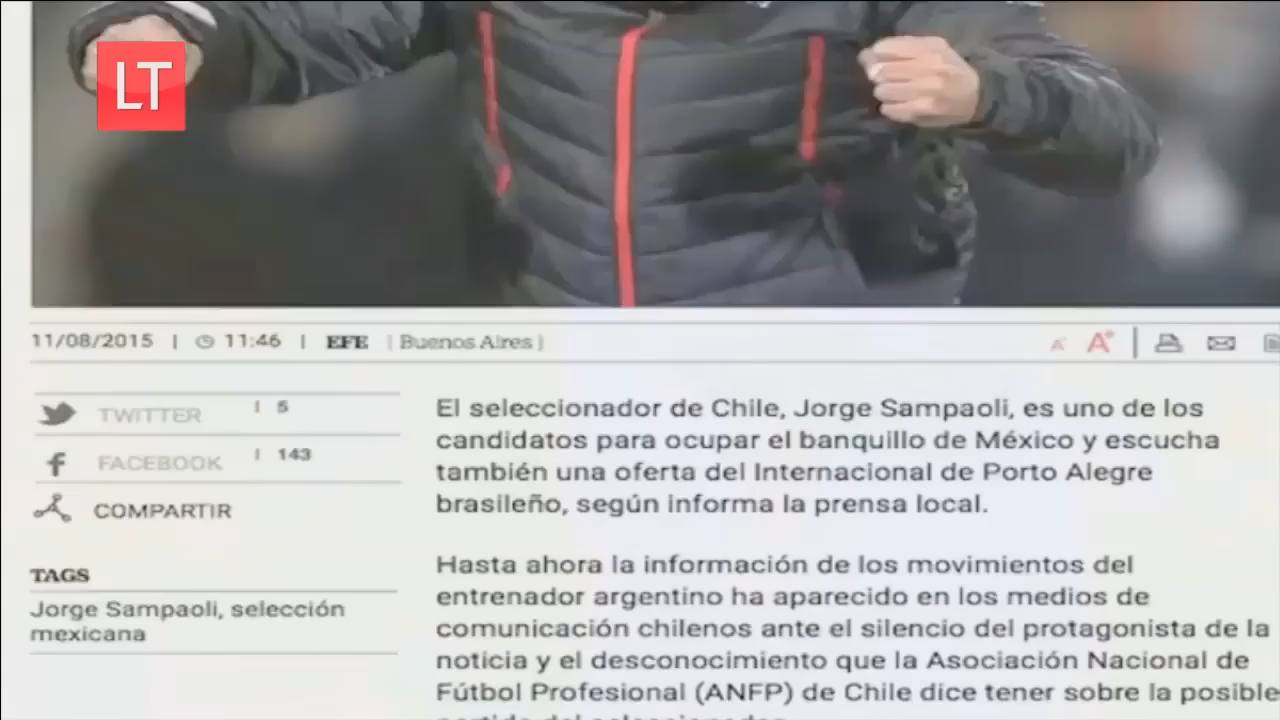 LT
11/08/2015 | 11:46 | EFE | Buenos Aires |
A A+
TWITTER | 5
FACEBOOK | 143
COMPARTIR
TAGS
Jorge Sampaoli, selección
mexicana
El seleccionador de Chile, Jorge Sampaoli, es uno de los
candidatos para ocupar el banquillo de México y escucha
también una oferta del Internacional de Porto Alegre
brasileño, según informa la prensa local.
Hasta ahora la información de los movimientos del
entrenador argentino ha aparecido en los medios de
comunicación chilenos ante el silencio del protagonista de la
noticia y el desconocimiento que la Asociación Nacional de
Fútbol Profesional (ANFP) de Chile dice tener sobre la posible